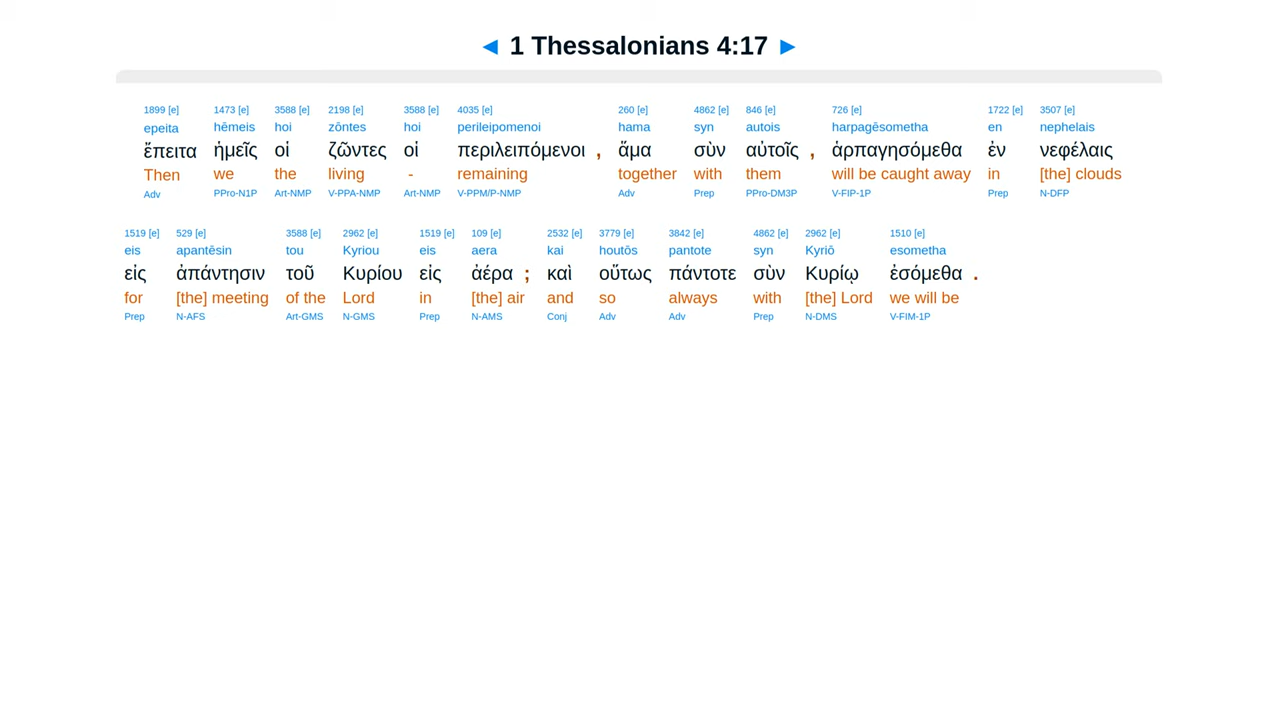 ◄ 1 Thessalonians 4:17 ►
1899 [e] 1473 [e] 3588 [e] 2198 [e] 3588 [e] 4035 [e] 260 [e] 4862 [e] 846 [e] 726 [e] 1722 [e] 3507 [e]
epeita hēmeis hoi zōntes hoi perileipomenoi hama syn autois harpagēsometha en nephelais
ἔπειτα ἡμεῖς οἱ ζῶντες οἱ περιλειπόμενοι , ἅμα σὺν αὐτοῖς , ἁρπαγησόμεθα ἐν νεφέλαις
Then we the living - remaining together with them will be caught away in [the] clouds
Adv PPro-N1P Art-NMP V-PPA-NMP Art-NMP V-PPM/P-NMP Adv Prep PPro-DM3P V-FIP-1P Prep N-DFP
1519 [e] 529 [e] 3588 [e] 2962 [e] 1519 [e] 109 [e] 2532 [e] 3779 [e] 3842 [e] 4862 [e] 2962 [e] 1510 [e]
eis apantēsin tou Kyriou eis aera kai houtōs pantote syn Kyriō esometha
εἰς ἀπάντησιν τοῦ Κυρίου εἰς ἀέρα ; καὶ οὕτως πάντοτε σὺν Κυρίῳ ἐσόμεθα .
for [the] meeting of the Lord in [the] air and so always with [the] Lord we will be
Prep N-AFS Art-GMS N-GMS Prep N-AMS Conj Adv Adv Prep N-DMS V-FIM-1P